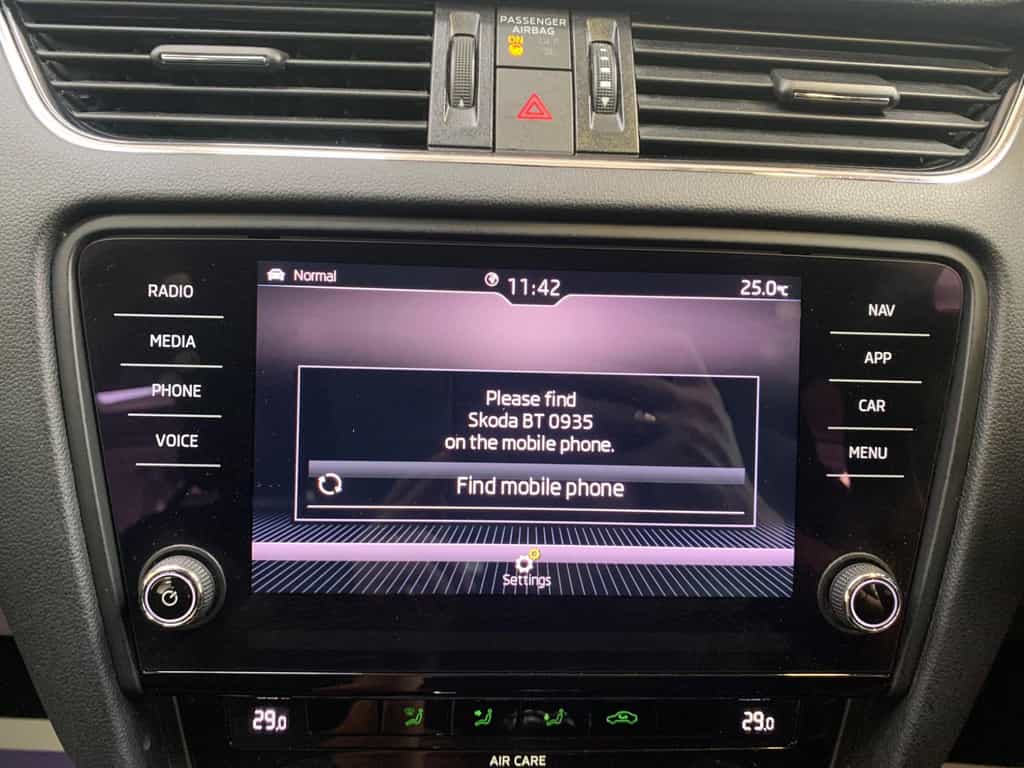 PASSENGER
AIRBAG
ON OFF
Normal
11:42
25.0°C
RADIO
MEDIA
PHONE
VOICE
NAV
APP
CAR
MENU
Please find
Skoda BT 0935
on the mobile phone.
Find mobile phone
Settings
29.0
29.0
AIR CARE